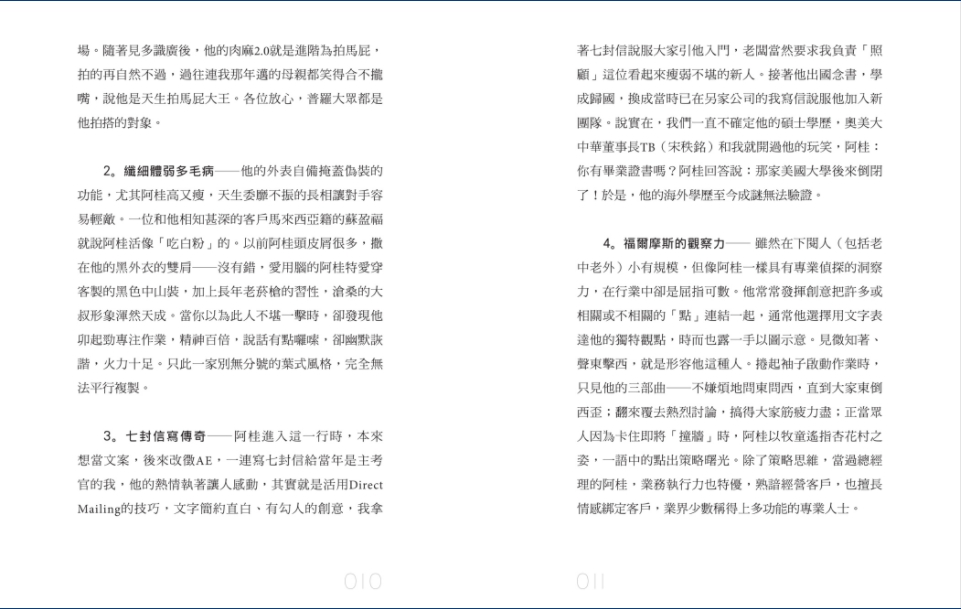 場。隨著見多識廣後，他的肉麻2.0就是進階為拍馬屁，
拍的再自然不過，過往連我那年邁的母親都笑得合不攏
嘴，說他是天生拍馬屁大王。各位放心，普羅大眾都是
他拍搭的對象。
2。纖細體弱多毛病——他的外表自備掩蓋偽裝的
功能，尤其阿桂高又瘦，天生委靡不振的長相讓對手容
易輕敵。一位和他相知甚深的客戶馬來西亞籍的蘇盈福
就說阿桂活像「吃白粉」的。以前阿桂頭皮屑很多，撒
在他的黑外衣的雙肩——沒有錯，愛用腦的阿桂特愛穿
客製的黑色中山裝，加上長年老菸槍的習性，滄桑的大
叔形象渾然天成。當你以為此人不堪一擊時，卻發現他
卯起勁專注作業，精神百倍，說話有點囉嗦，卻幽默詼
諧，火力十足。只此一家別無分號的葉式風格，完全無
法平行複製。
3。七封信寫傳奇——阿桂進入這一行時，本來
想當文案，後來改徵AE，一連寫七封信給當年是主考
官的我，他的熱情執著讓人感動，其實就是活用Direct
Mailing的技巧，文字簡約直白、有勾人的創意，我拿
010
著七封信說服大家引他入門，老闆當然要求我負責「照
顧」這位看起來瘦弱不堪的新人。接著他出國念書，學
成歸國，換成當時已在另家公司的我寫信說服他加入新
團隊。說實在，我們一直不確定他的碩士學歷，奧美大
中華董事長TB（宋秩銘）和我就開過他的玩笑，阿桂：
你有畢業證書嗎？阿桂回答說：那家美國大學後來倒閉
了！於是，他的海外學歷至今成謎無法驗證。
4。福爾摩斯的觀察力—— 雖然在下閱人（包括老
中老外）小有規模，但像阿桂一樣具有專業偵探的洞察
力，在行業中卻是屈指可數。他常常發揮創意把許多或
相關或不相關的「點」連結一起，通常他選擇用文字表
達他的獨特觀點，時而也露一手以圖示意。見微知著、
聲東擊西，就是形容他這種人。捲起袖子啟動作業時，
只見他的三部曲——不嫌煩地問東問西，直到大家東倒
西歪；翻來覆去熱烈討論，搞得大家筋疲力盡；正當眾
人因為卡住即將「撞牆」時，阿桂以牧童遙指杏花村之
姿，一語中的點出策略曙光。除了策略思維，當過總經
理的阿桂，業務執行力也特優，熟諳經營客戶，也擅長
情感綁定客戶，業界少數稱得上多功能的專業人士。
011